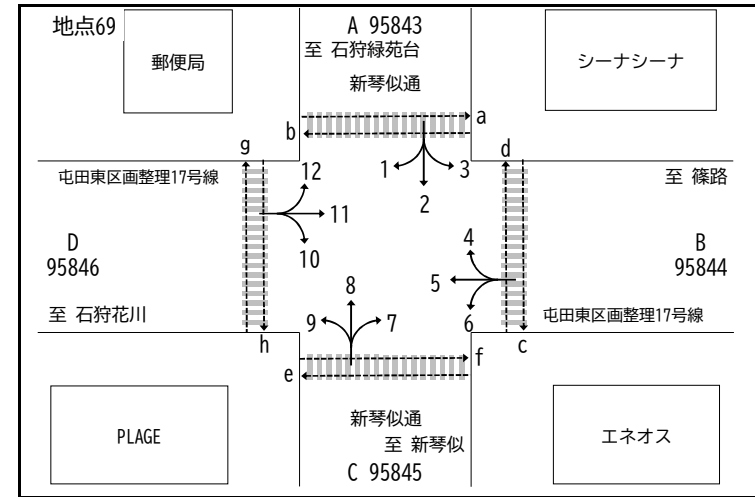 地点69
A 95843
至 石狩緑苑台
新琴似通
郵便局
シーナシーナ
a
b
g
d
屯田東区画整理17号線
至 篠路
1
2
3
12
11
10
D
95846
B
95844
4
5
6
至 石狩花川
屯田東区画整理17号線
8
9
7
h
c
f
e
PLAGE
新琴似通
至 新琴似
C 95845
エネオス